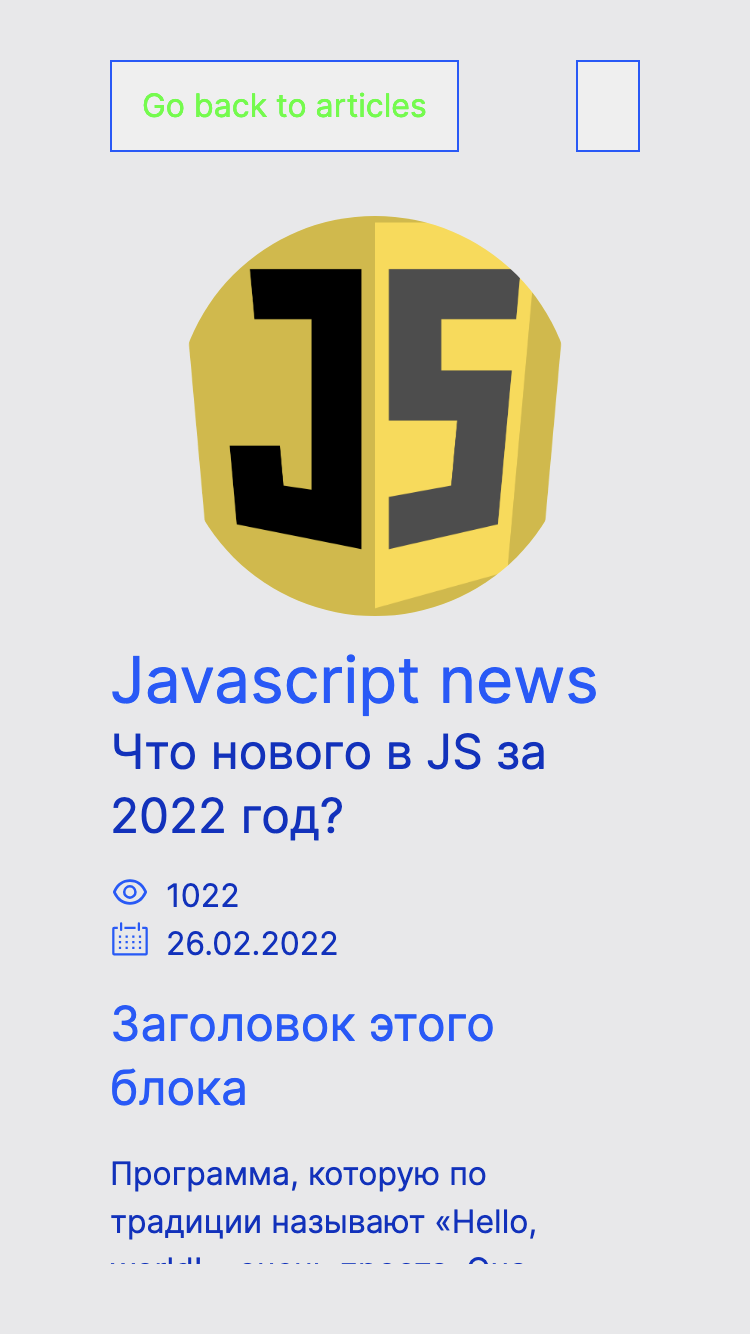 Go back to articles
JS
Javascript news
Что нового в JS за
2022 год?
1022
26.02.2022
Заголовок этого
блока
Программа, которую по
традиции называют «Hello,